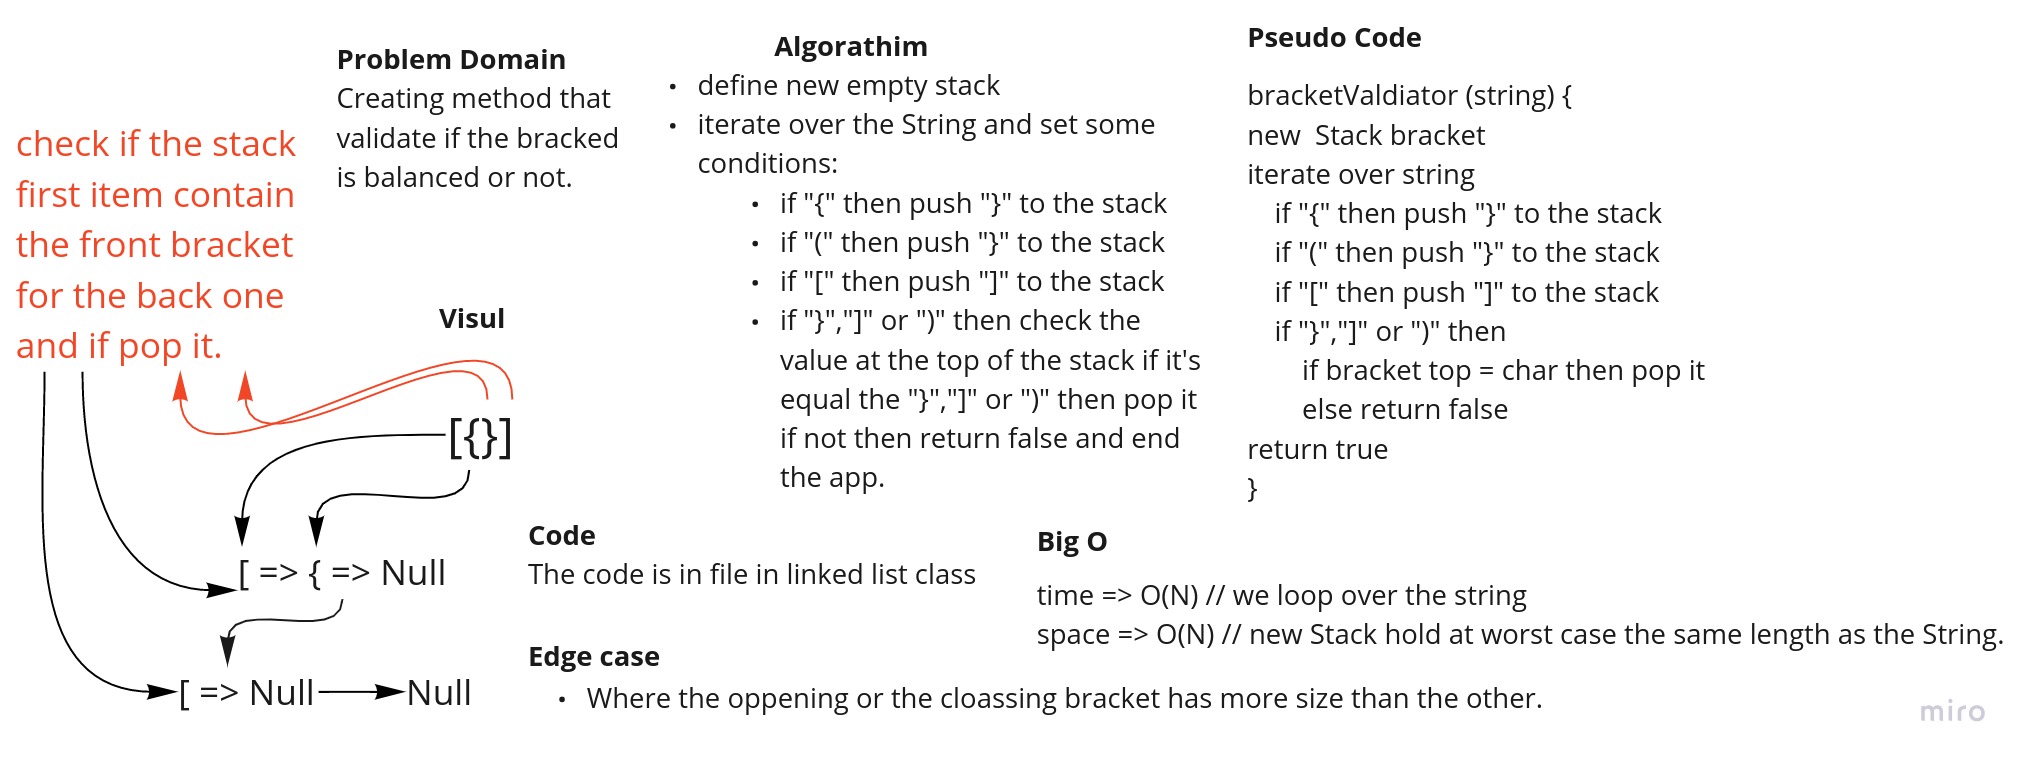 Problem Domain
Creating method that
validate if the bracked
is balanced or not.
check if the stack
first item contain
the front bracket
for the back one
and if pop it.
Visul
[{}]
[ => { => Null
[ => Null
Null
Algorathim
• define new empty stack
• iterate over the String and set some
conditions:
• if "{" then push "}" to the stack
• if "(" then push "}" to the stack
• if "[" then push "]" to the stack
• if "}","]" or ")" then check the
value at the top of the stack if it's
equal the "}","]" or ")" then pop it
if not then return false and end
the app.
Pseudo Code
bracketValdiator (string) {
new  Stack bracket
iterate over string
if "{" then push "}" to the stack
if "(" then push "}" to the stack
if "[" then push "]" to the stack
if "}","]" or ")" then
if bracket top = char then pop it
else return false
return true
}
Code
The code is in file in linked list class
Big O
time => O(N) // we loop over the string
space => O(N) // new Stack hold at worst case the same length as the String.
Edge case
• Where the oppening or the cloassing bracket has more size than the other.
miro